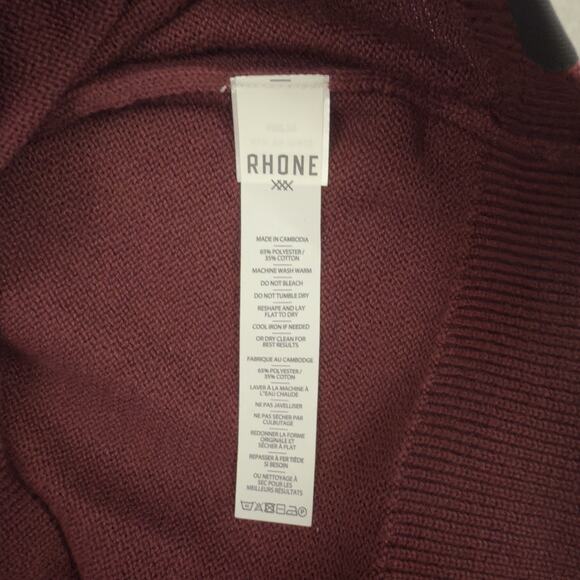 RHONE
MADE IN CAMBODIA
65% POLYESTER /
35% COTTON
MACHINE WASH WARM
DO NOT BLEACH
DO NOT TUMBLE DRY
RESHAPE AND LAY
FLAT TO DRY
COOL IRON IF NEEDED
OR DRY CLEAN FOR
BEST RESULTS
FABRIQUE AU CAMBODGE
65% POLYESTER /
35% COTTON
LAVER À LA MACHINE À
L"EAU CHAUDE
NE PAS JAVELLISER
NE PAS SÉCHER PAR
CULBUTAGE
REDONNER LA FORME
ORIGINALE ET
SÉCHER À PLAT
REPASSER À FER TIÈDE
SI BESOIN
OU NETTOYAGE À
SEC POUR LES
MEILLEURS RÉSULTATS